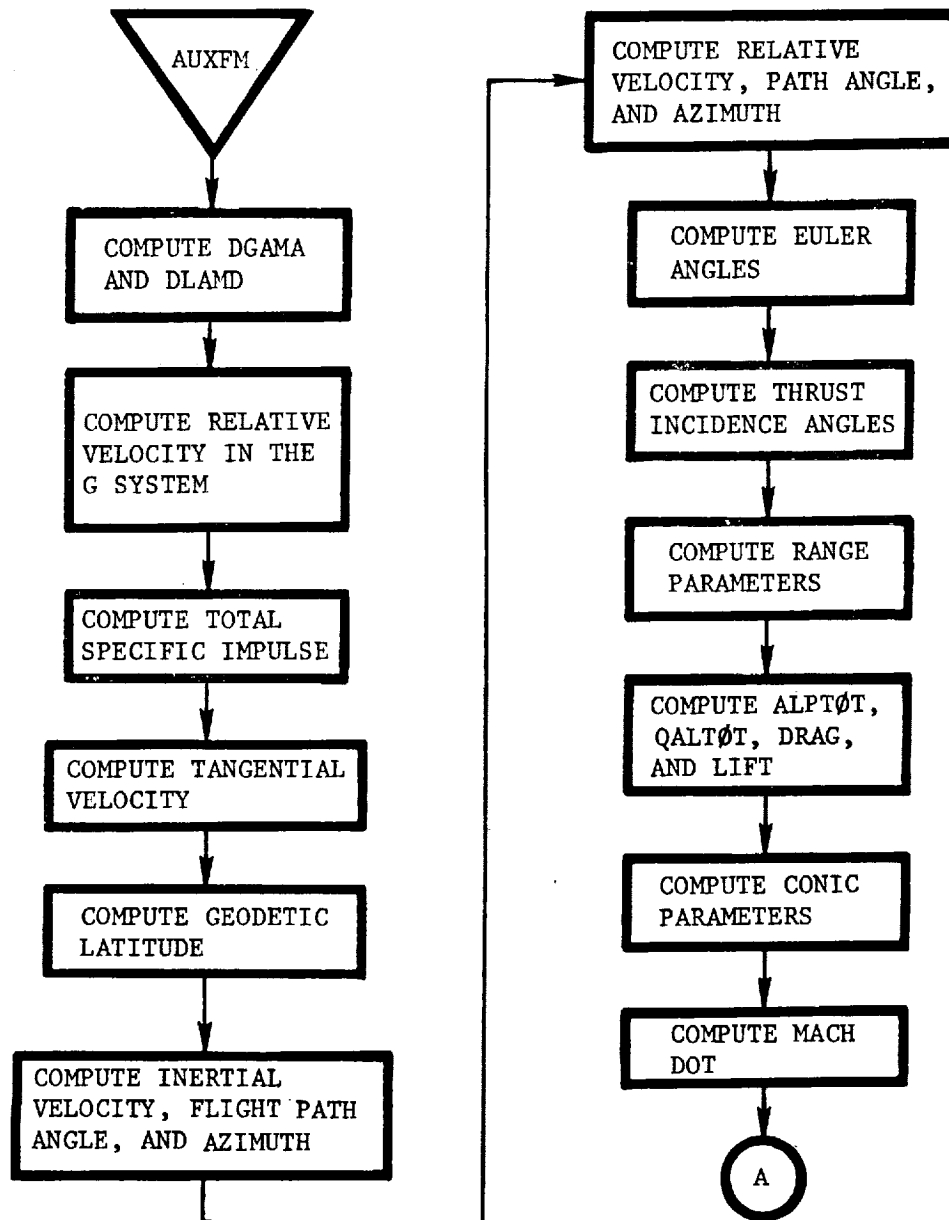 AUXFM
COMPUTE DGAMA
AND DLAMD
COMPUTE RELATIVE
VELOCITY IN THE
G SYSTEM
COMPUTE TOTAL
SPECIFIC IMPULSE
COMPUTE TANGENTIAL
VELOCITY
COMPUTE GEODETIC
LATITUDE
COMPUTE INERTIAL
VELOCITY, FLIGHT PATH
ANGLE, AND AZIMUTH
COMPUTE RELATIVE
VELOCITY, PATH ANGLE,
AND AZIMUTH
COMPUTE EULER
ANGLES
COMPUTE THRUST
INCIDENCE ANGLES
COMPUTE RANGE
PARAMETERS
COMPUTE ALPTØT,
QALTØT, DRAG,
AND LIFT
COMPUTE CONIC
PARAMETERS
COMPUTE MACH
DOT
A